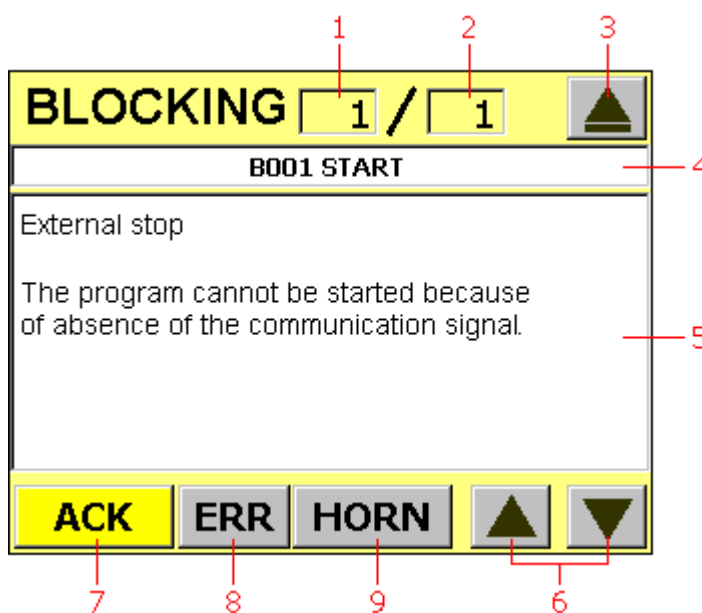 1 2 3
BLOCKING 1 / 1
B001 START 4
External stop
The program cannot be started because
of absence of the communication signal. 5
ACK ERR HORN
7 8 9 6